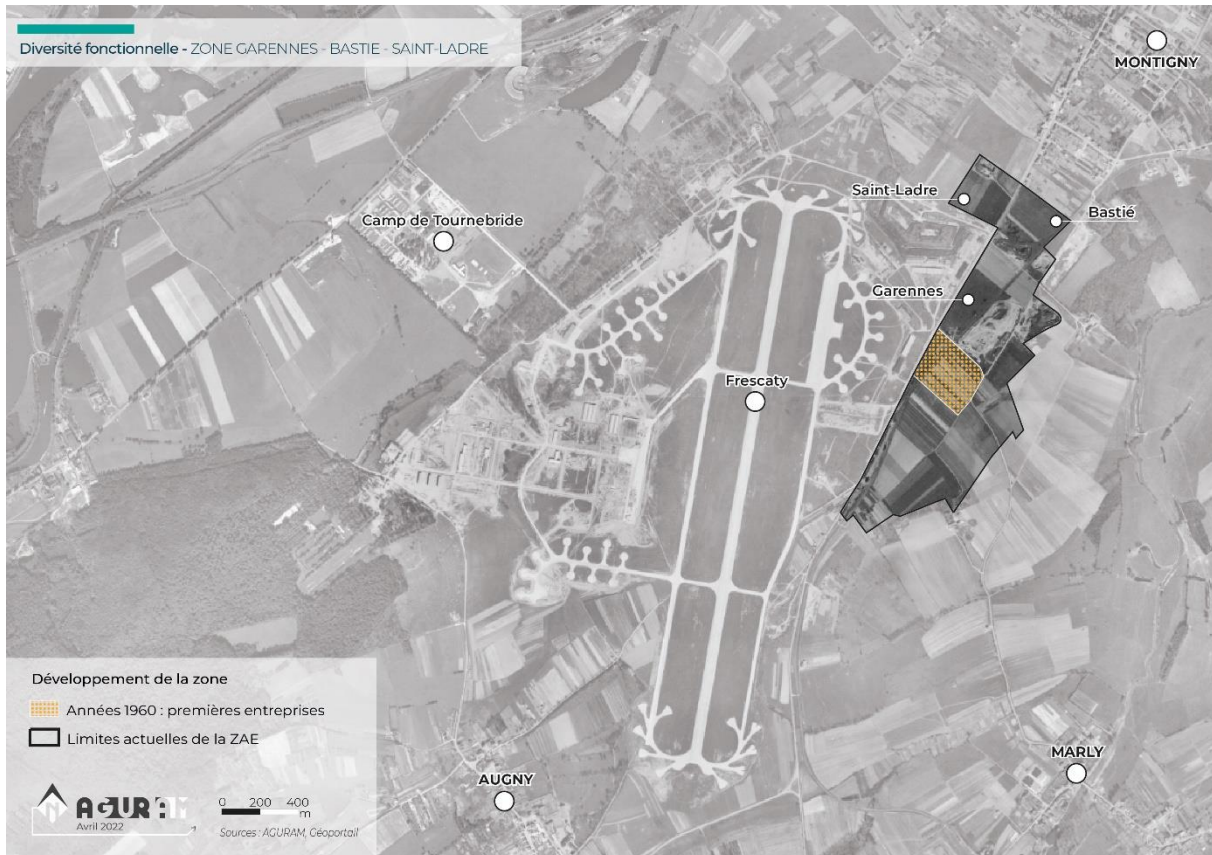 Diversité fonctionnelle - ZONE GARENNES - BASTIE - SAINT-LADRE
MONTIGNY
Saint-Ladre
Bastié
Camp de Tournebride
Garennes
Frescaty
Développement de la zone
Années 1960 : premières entreprises
Limites actuelles de la ZAE
MARLY
AUGNY
AGURAM
Avril 2022
0 200 400
m
Sources : AGURAM, Géoportail